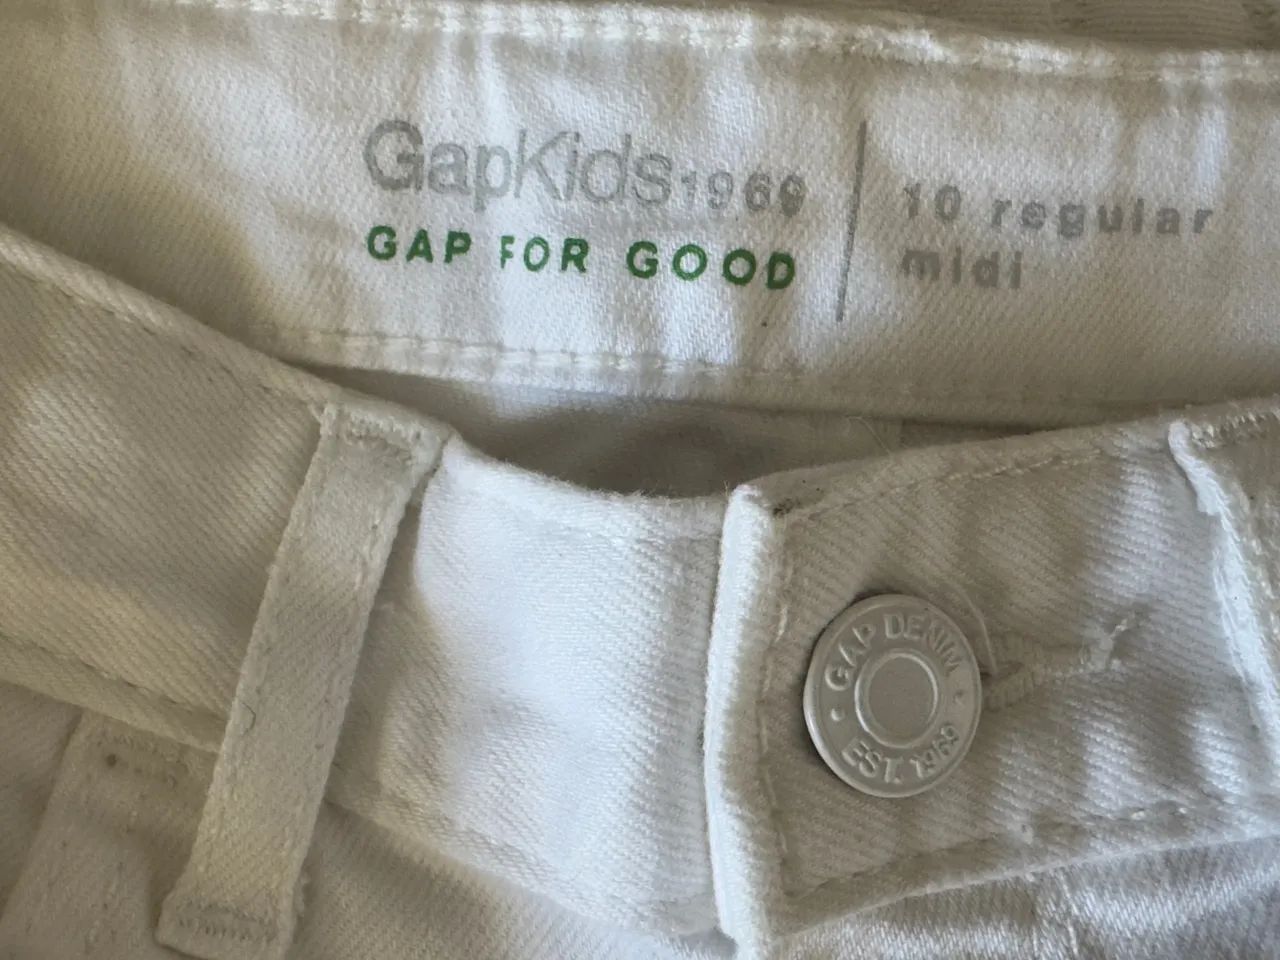 GapKids 1969
GAP FOR GOOD
10 regular
midi
GAP DENIM
EST. 1969